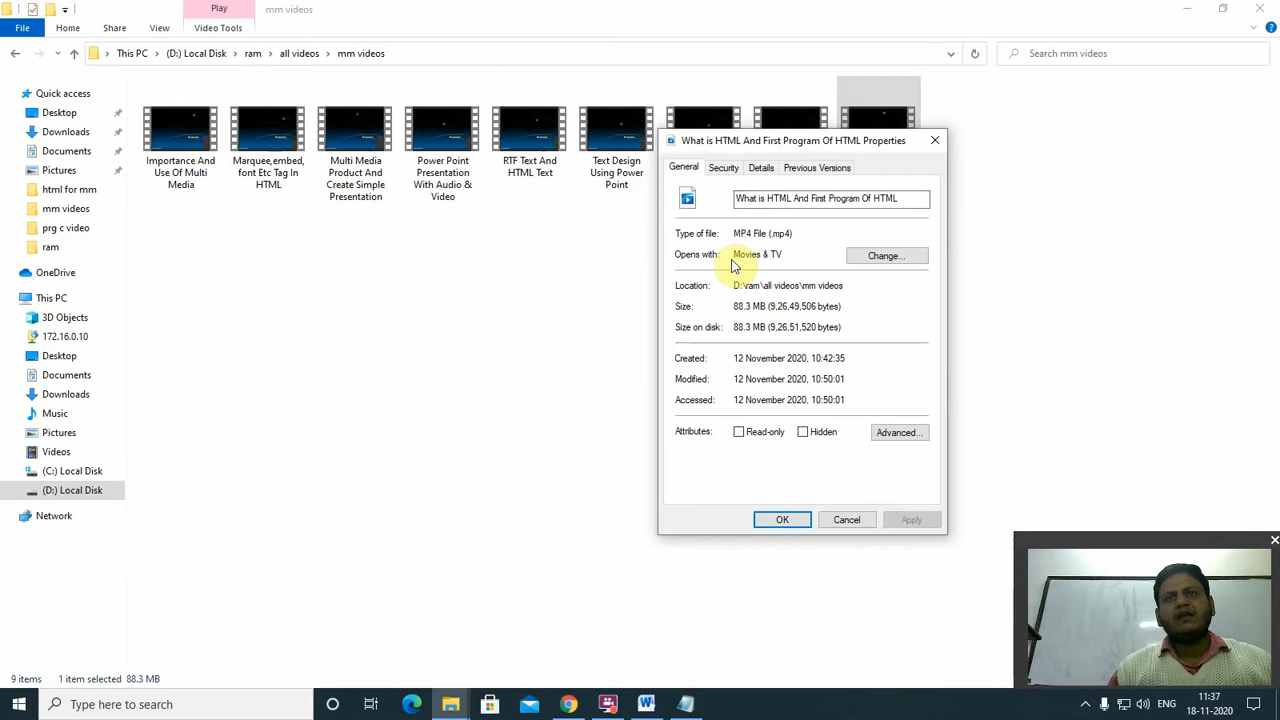 Play
mm videos
File
Home
Share
View
Video Tools
This PC
(D:) Local Disk
ram
all videos
mm videos
Search mm videos
Quick access
Desktop
Downloads
Documents
Pictures
html for mm
mm videos
prg c video
ram
OneDrive
This PC
3D Objects
172.16.0.10
Desktop
Documents
Downloads
Music
Pictures
Videos
(C:) Local Disk
(D:) Local Disk
Network
Importance And
Use Of Multi
Media
Marquee,embed,
font Etc Tag In
HTML
Multi Media
Product And
Create Simple
Presentation
Power Point
Presentation
With Audio &
Video
RTF Text And
HTML Text
Text Design
Using Power
Point
What is HTML And First Program Of HTML Properties
General
Security
Details
Previous Versions
What is HTML And First Program Of HTML
Type of file: MP4 File (.mp4)
Opens with: Movies & TV
Change...
Location: D:\ram\all videos\mm videos
Size: 88.3 MB (9,26,49,506 bytes)
Size on disk: 88.3 MB (9,26,51,520 bytes)
Created: 12 November 2020, 10:42:35
Modified: 12 November 2020, 10:50:01
Accessed: 12 November 2020, 10:50:01
Attributes: Read-only Hidden
Advanced...
OK
Cancel
Apply
9 items
1 item selected 88.3 MB
Type here to search
ENG
11:37
18-11-2020